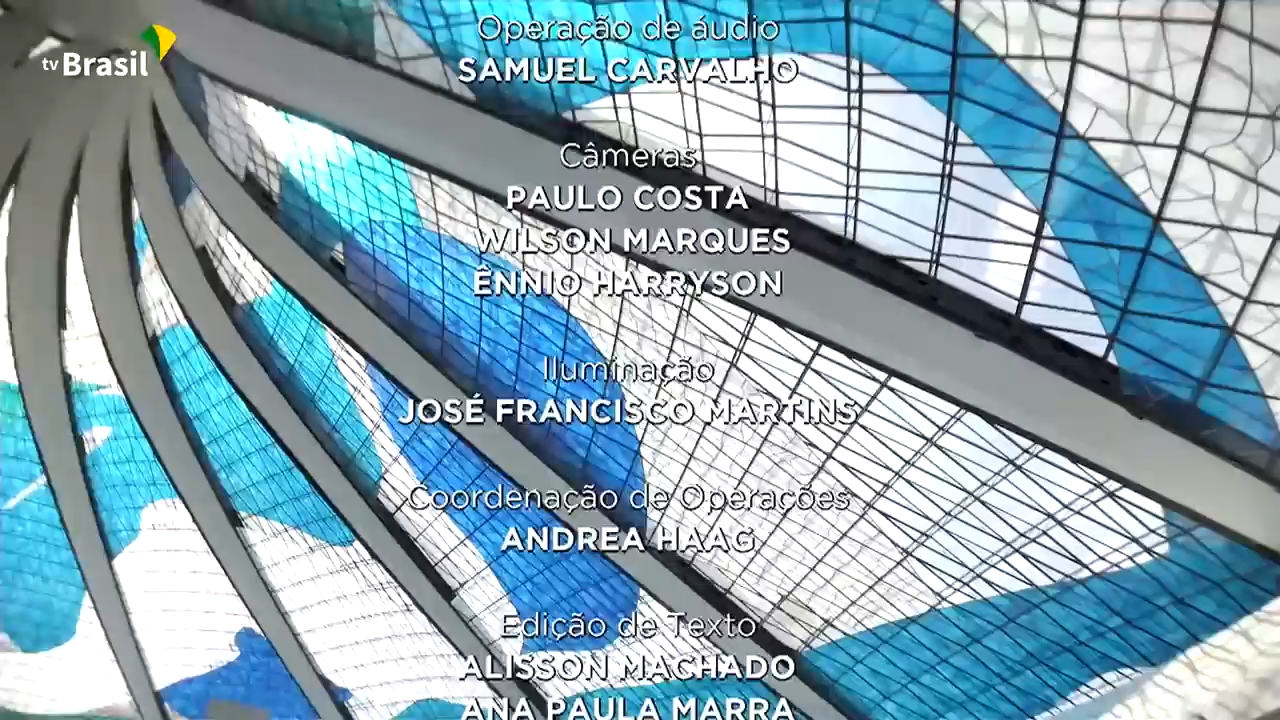 tv Brasil
Operação de áudio
SAMUEL CARVALHO
Câmeras
PAULO COSTA
WILSON MARQUES
ÊNNIO HARRYSON
Iluminação
JOSÉ FRANCISCO MARTINS
Coordenação de Operações
ANDREA HAAG
Edição de Texto
ALISSON MACHADO
ANA PAULA MARRA